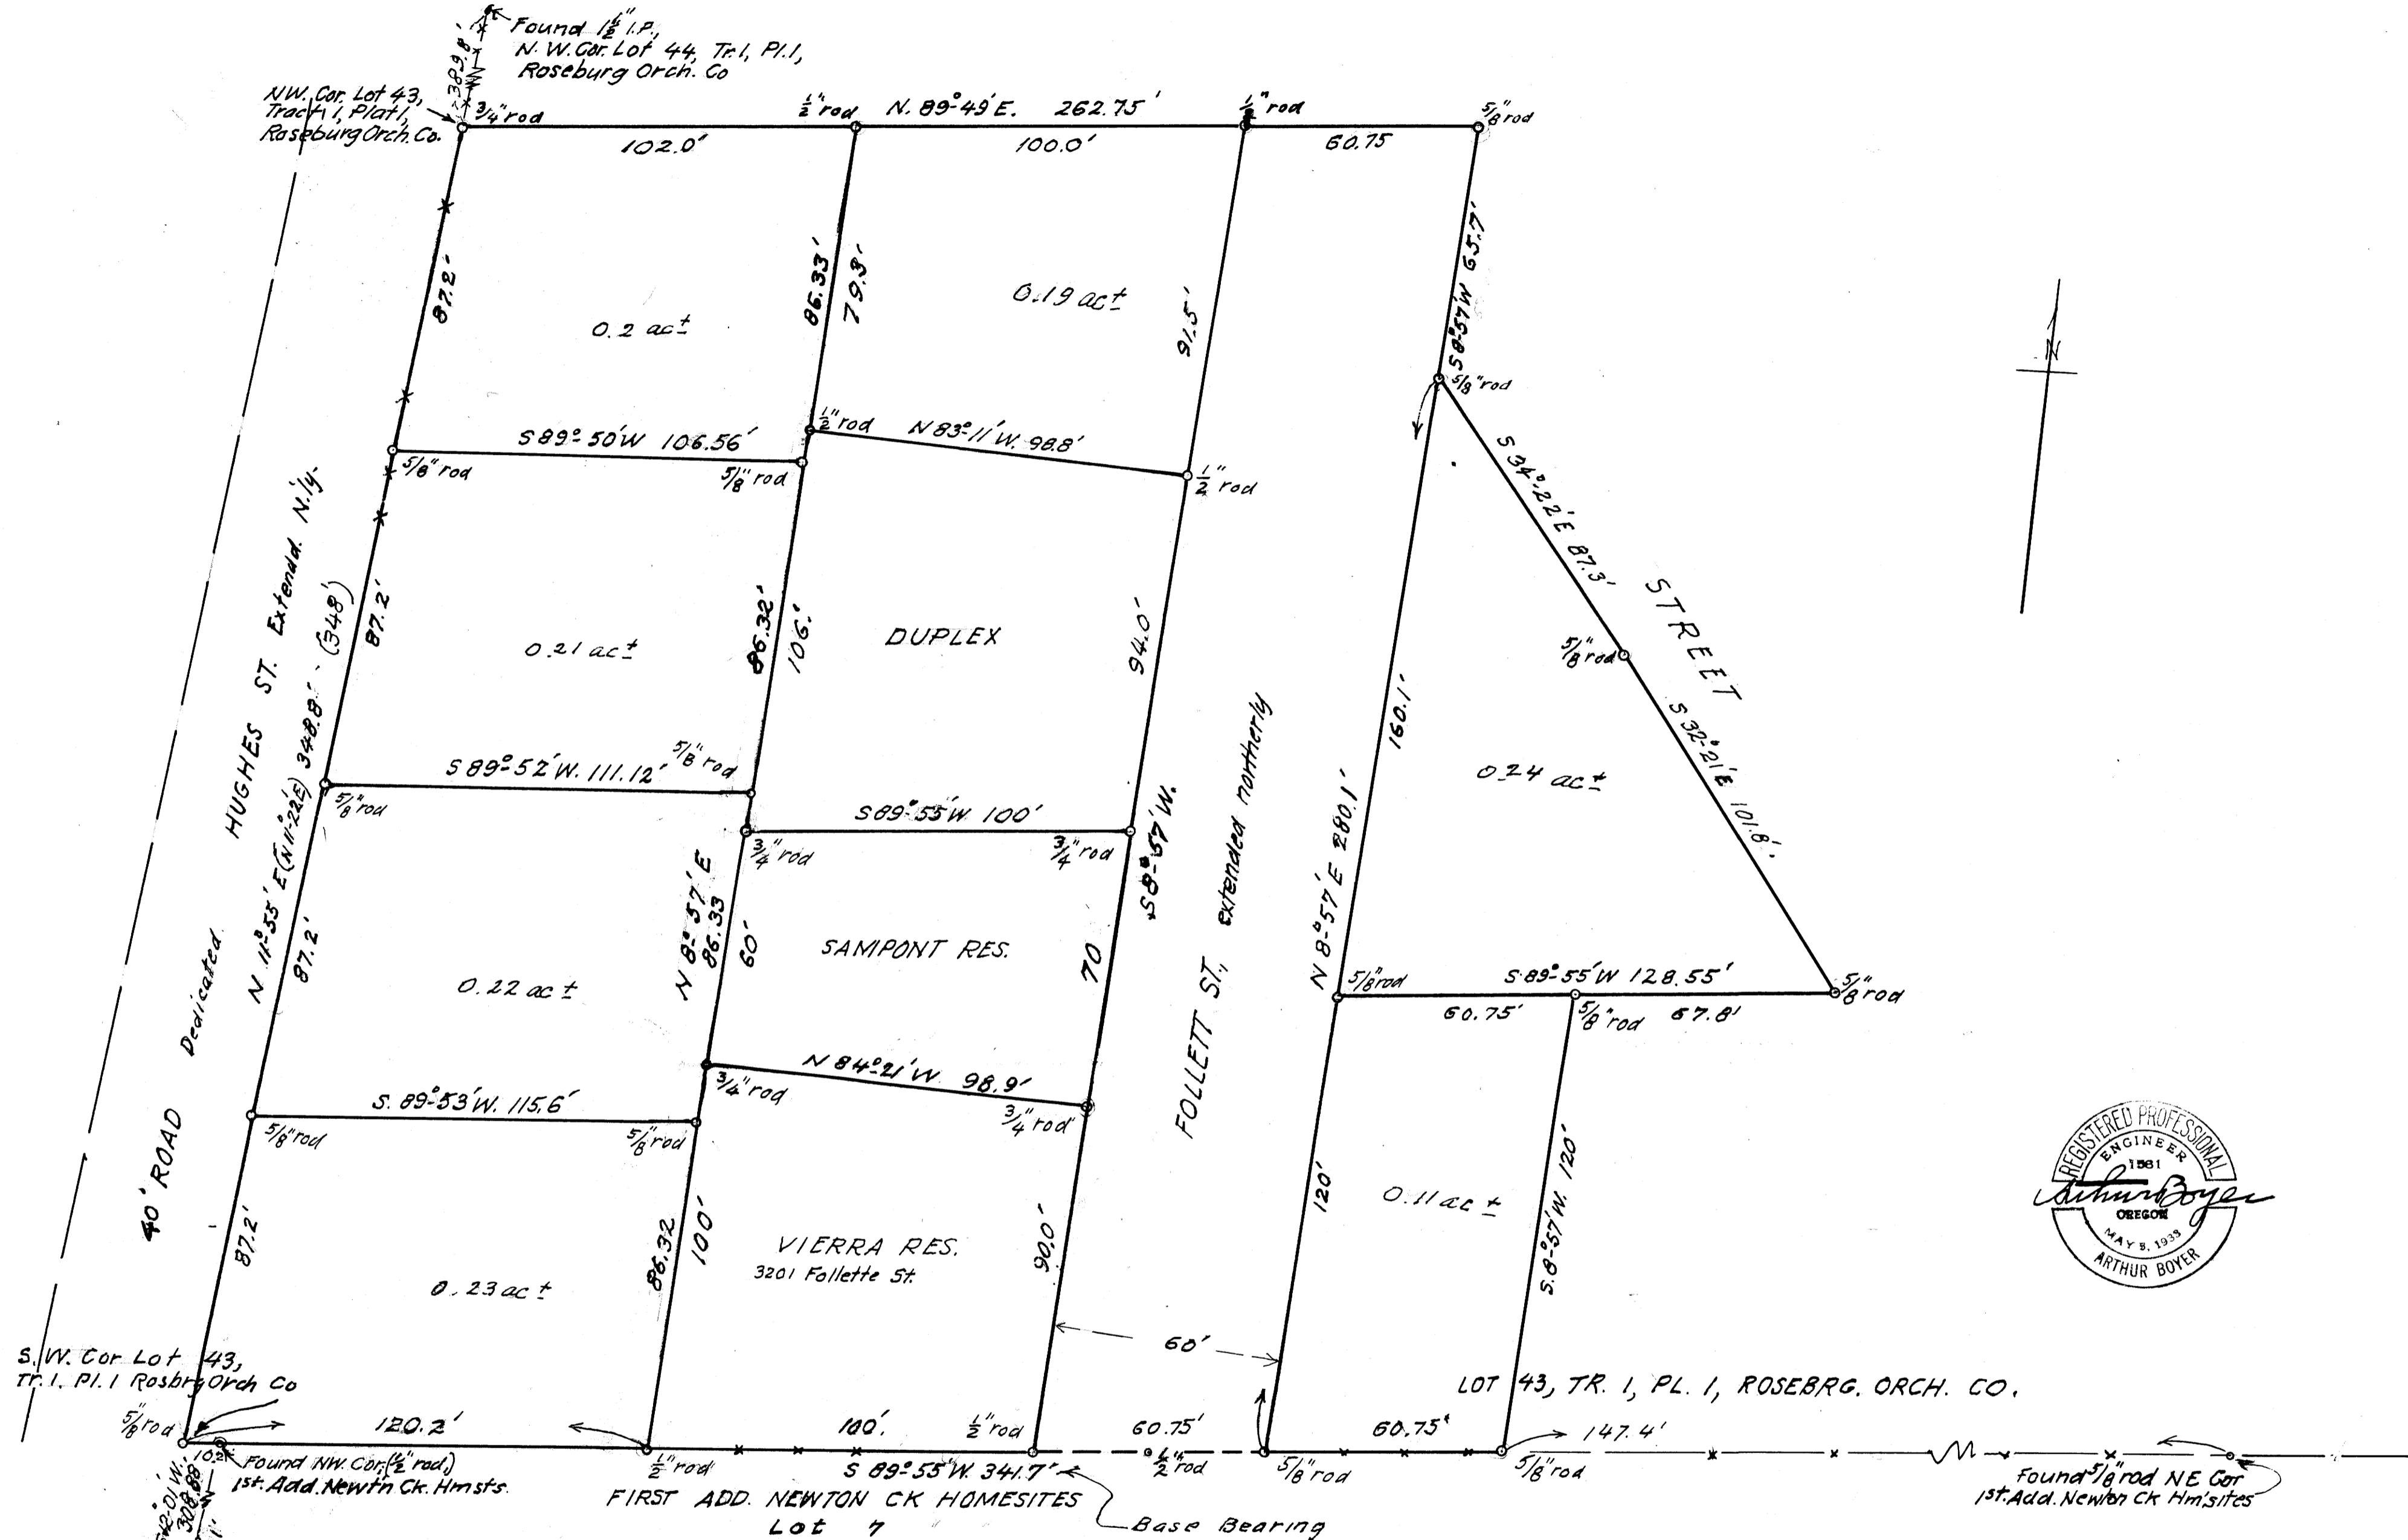 389.8'
Found 1½" I.P.,
N.W. Cor. Lot 44, Tr.1, Pl.1,
Roseburg Orch. Co
NW. Cor. Lot 43,
Tract 1, Plat 1,
Roseburg Orch. Co.
3/4" rod
½" rod
N. 89°-49' E. 262.75'
½" rod
5/8" rod
102.0'
100.0'
60.75
87.2'
86.33'
79.3'
91.5'
S 8°-57' W 65.7'
0.2 ac ±
0.19 ac ±
5/8" rod
S 89°-50' W 106.56'
½" rod
N 83°-11' W. 98.8'
5/8" rod
5/8" rod
½" rod
S 34°-22' E 87.3'
STREET
HUGHES ST. Extend. N.'ly-
N 11°-55' E (N 11°-22' E) 348.8' (348')
87.2'
0.21 ac ±
86.32'
106.'
DUPLEX
94.0'
160.1'
5/8" rod
S 32°-21' E 101.8'
0.24 ac ±
S 89°-52' W. 111.12'
5/8" rod
5/8" rod
S 89°-55' W 100'
3/4" rod
3/4" rod
S 8°-57' W.
FOLLETT ST., extended northerly
N 8°-57' E 280.1'
87.2'
N 8°-57' E
86.33
60'
SAMPONT RES.
70
0.22 ac ±
5/8" rod
S 89°-55' W 128.55'
5/8" rod
60.75'
5/8" rod
67.8'
N 84°-21' W. 98.9'
3/4" rod
3/4" rod
S. 89°-53' W. 115.6'
5/8" rod
5/8" rod
40' ROAD Dedicated.
87.2'
86.32
100'
VIERRA RES.
3201 Follette St.
90.0'
0.23 ac ±
60'
120'
0.11 ac ±
S. 8°-57' W. 120'
REGISTERED PROFESSIONAL
ENGINEER
1561
Arthur Boyer
OREGON
MAY 5, 1933
ARTHUR BOYER
S.W. Cor Lot 43,
Tr. 1. Pl. 1 Rosbrg Orch Co
LOT 43, TR. 1, PL. 1, ROSEBRG. ORCH. CO.
5/8" rod
120.2'
100'.
½" rod
60.75'
60.75'
147.4'
10.2'
Found NW. Cor. (½" rod,)
1st. Add. Newt'n Ck. Hmsts.
½" rod
S 89°-55' W. 341.7'
½" rod
5/8" rod
5/8" rod
Found 5/8" rod NE Cor
1st. Add. Newton Ck Hm'sites
308.88'
FIRST ADD. NEWTON CK HOMESITES
Lot 7
Base Bearing
N